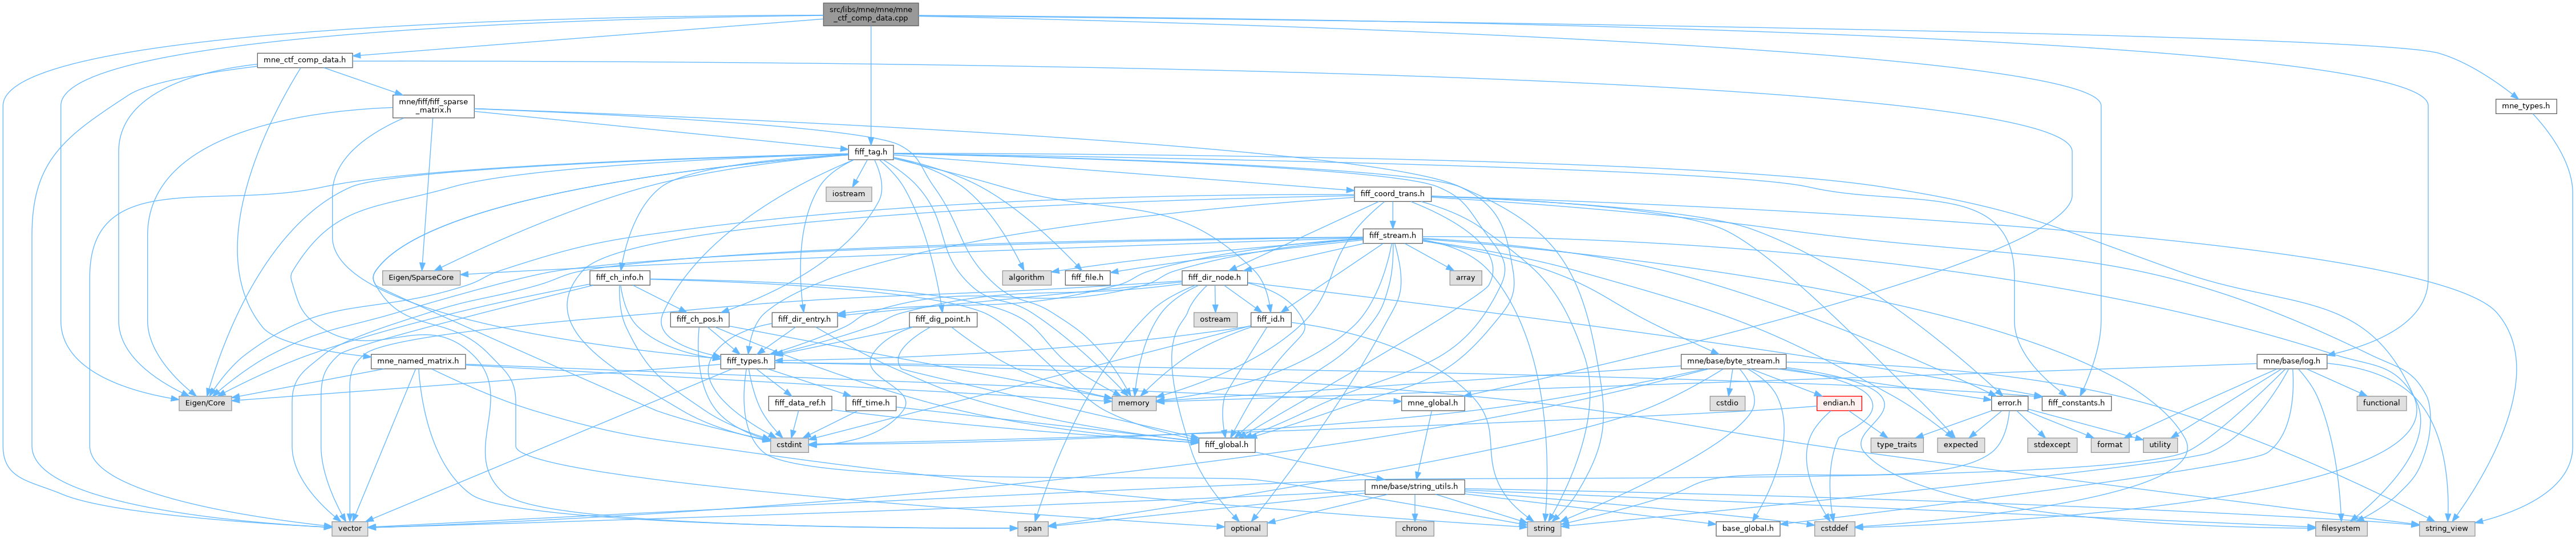 src/libs/mne/mne/mne
_ctf_comp_data.cpp
mne_ctf_comp_data.h
mne/fiff/fiff_sparse
_matrix.h
mne_types.h
fiff_tag.h
iostream
fiff_coord_trans.h
fiff_stream.h
Eigen/SparseCore
fiff_ch_info.h
algorithm
fiff_file.h
fiff_dir_node.h
array
fiff_ch_pos.h
fiff_dir_entry.h
fiff_dig_point.h
ostream
fiff_id.h
mne_named_matrix.h
fiff_types.h
mne/base/byte_stream.h
mne/base/log.h
Eigen/Core
fiff_data_ref.h
fiff_time.h
memory
mne_global.h
cstdio
endian.h
error.h
fiff_constants.h
functional
cstdint
fiff_global.h
type_traits
expected
stdexcept
format
utility
mne/base/string_utils.h
vector
span
optional
chrono
string
base_global.h
cstddef
filesystem
string_view